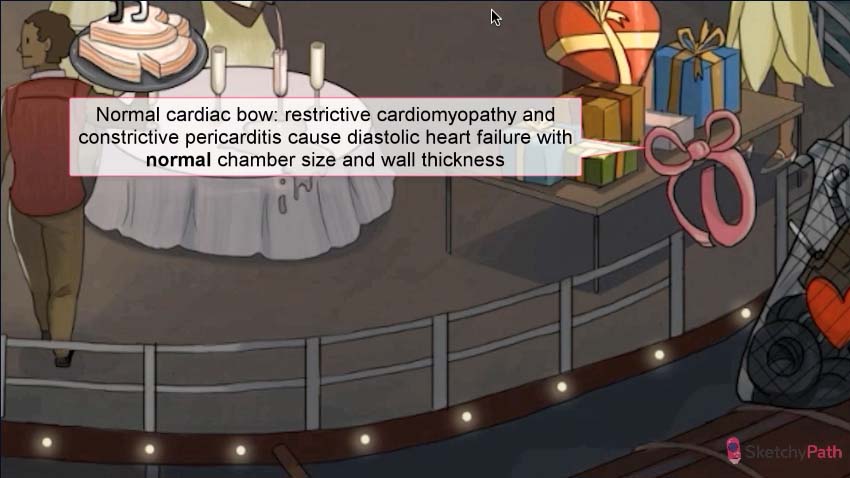 Normal cardiac bow: restrictive cardiomyopathy and
constrictive pericarditis cause diastolic heart failure with
normal chamber size and wall thickness
SketchyPath